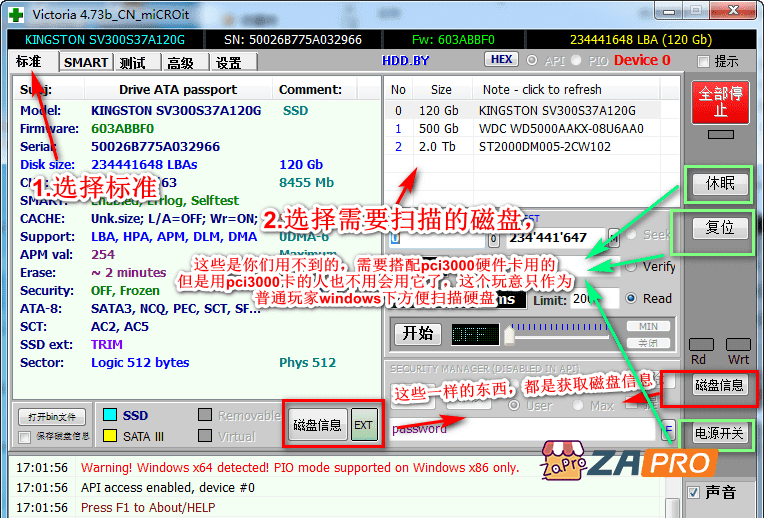 Victoria 4.73b_CN_miCROit
KINGSTON SV300S37A120G SN: 50026B775A032966 Fw: 603ABBF0 234441648 LBA (120 Gb)
标准 SMART 测试 高级 设置 HDD.BY HEX API PIO Device 0 提示
Drive ATA passport Comment:
Model: KINGSTON SV300S37A120G SSD
Firmware: 603ABBF0
Serial: 50026B775A032966
Disk size: 234441648 LBAs 120 Gb
63 8455 Mb
1.选择标准
SMART: Enabled, Errlog, Selftest
CACHE: Unk.size; L/A=OFF; Wr=ON;
Support: LBA, HPA, APM, DLM, DMA UDMA-6
APM val: 254 Maximum
Erase: ~ 2 minutes
Security: OFF, Frozen
ATA-8: SATA3, NCQ, PEC, SCT, SF...
SCT: AC2, AC5
SSD ext: TRIM
Sector: Logic 512 bytes Phys 512
No Size Note - click to refresh
0 120 Gb KINGSTON SV300S37A120G
1 500 Gb WDC WD5000AAKX-08U6AA0
2 2.0 Tb ST2000DM005-2CW102
2.选择需要扫描的磁盘,
0 0 234'441'647 M Seek
这些是你们用不到的，需要搭配pci3000硬件卡用的
但是用pci3000卡的人也不用会用它了，这个玩意只作为
普通玩家windows下方便扫描硬盘
Verify
ms Limit: 200 Read
开始 OFF MIN
关闭
SECURITY MANAGER (DISABLED IN API)
这些一样的东西，都是获取磁盘信息
User Max
password F
全部停
止
休眠
复位
Rd Wrt
磁盘信息
电源开关
声音
打开bin文件
保存磁盘信息
SSD Removable
SATA III Virtual
磁盘信息 EXT
ZaPro ZAPRO
17:01:56 Warning! Windows x64 detected! PIO mode supported on Windows x86 only.
17:01:56 API access enabled, device #0
17:01:56 Press F1 to About/HELP